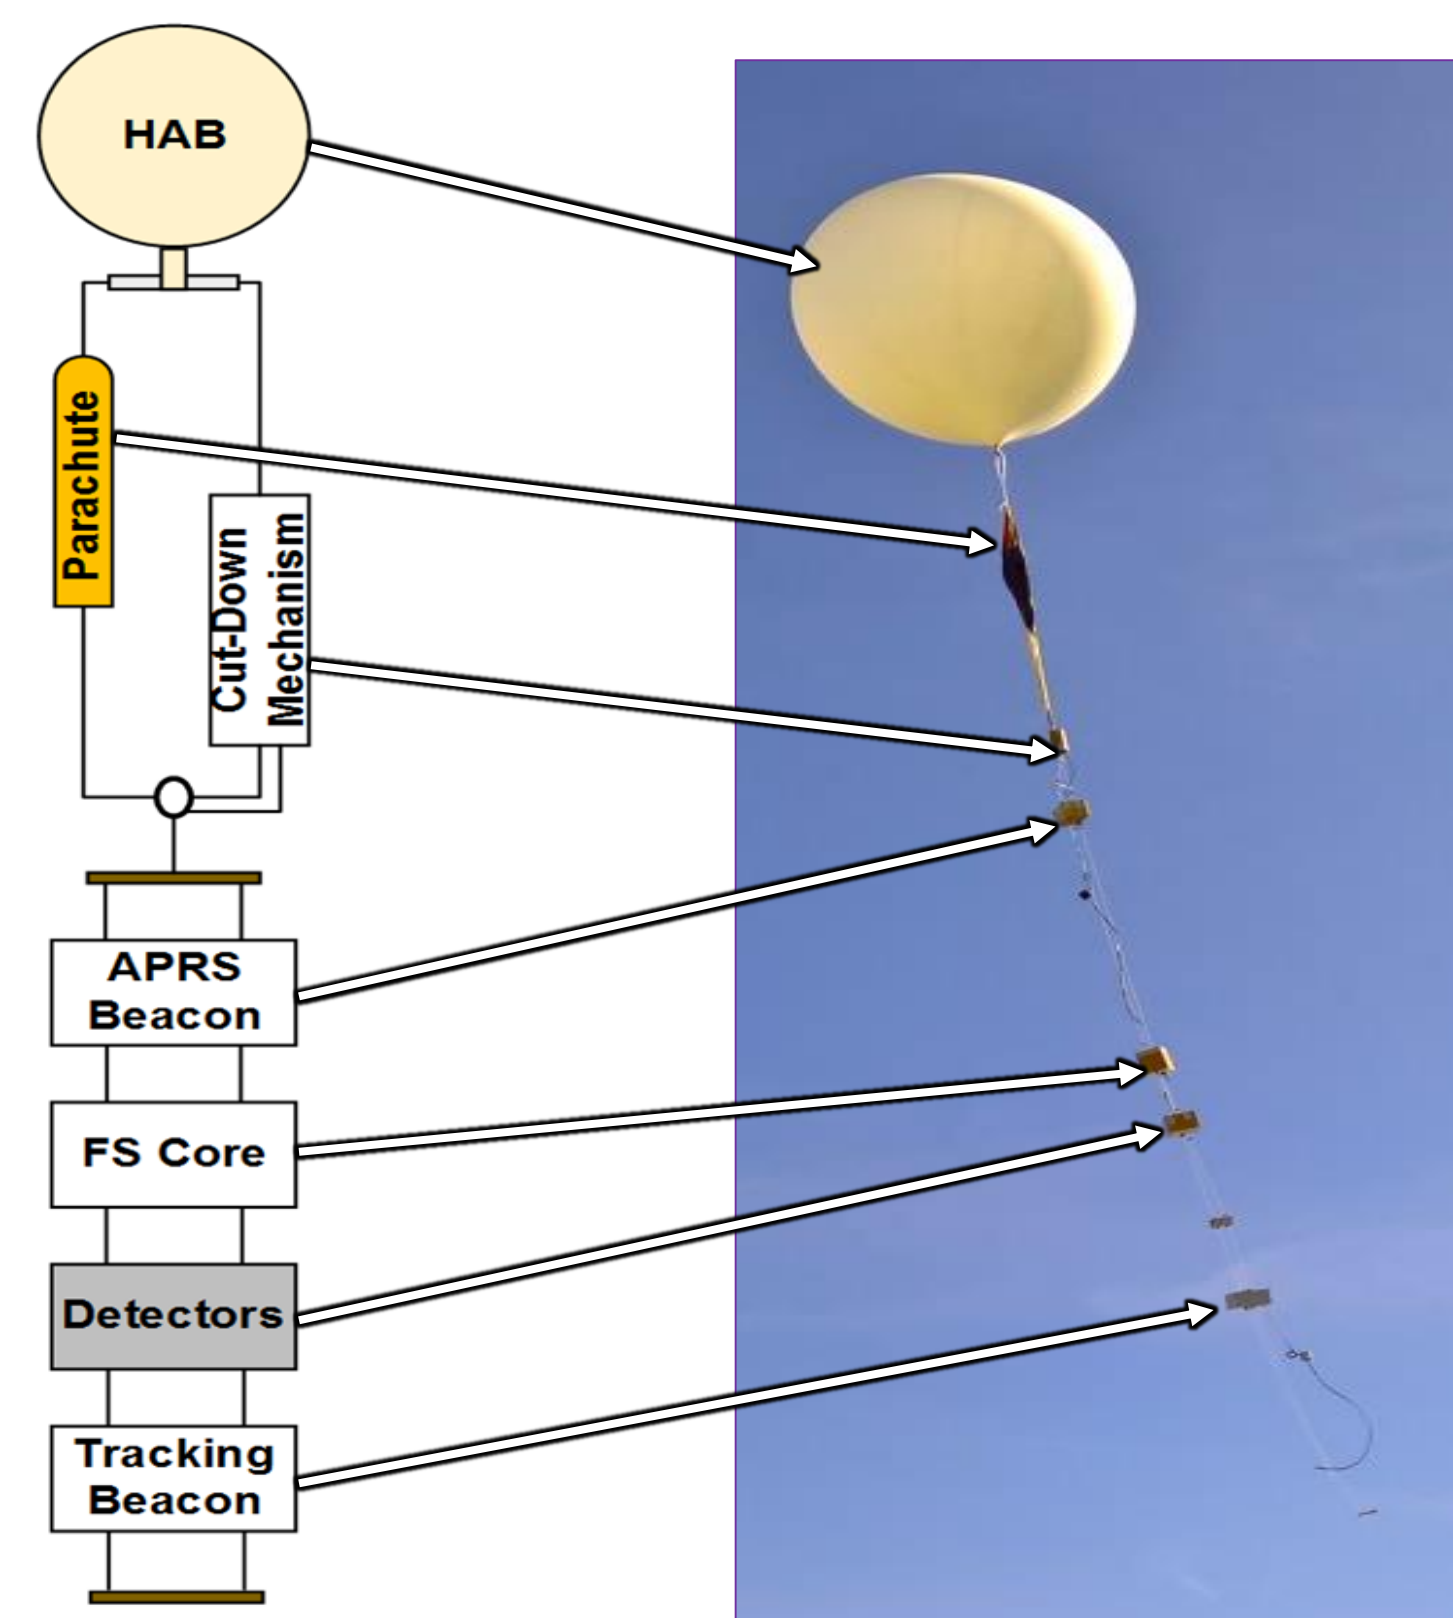 HAB
Parachute
Cut-Down
Mechanism
APRS
Beacon
FS Core
Detectors
Tracking
Beacon